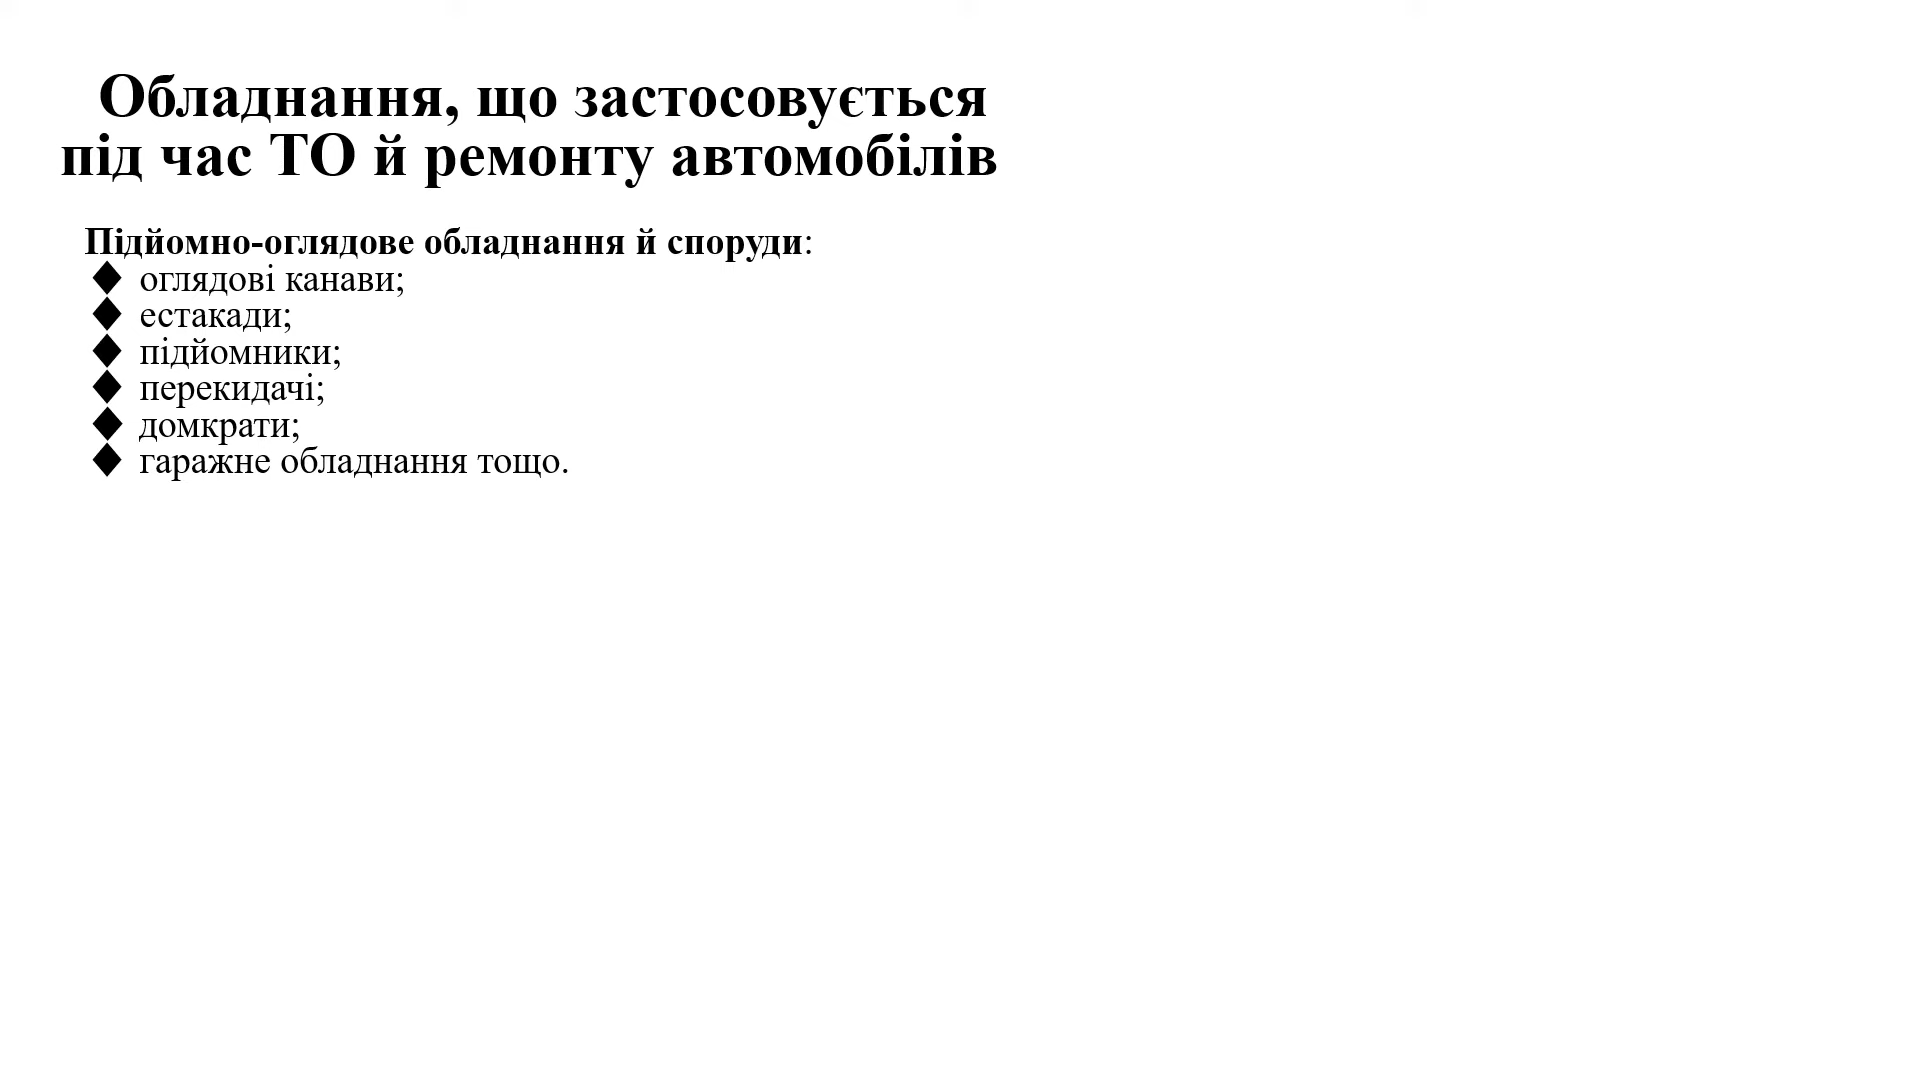 Обладнання, що застосовується
під час ТО й ремонту автомобілів
Підйомно-оглядове обладнання й споруди:
♦ оглядові канави;
♦ естакади;
♦ підйомники;
♦ перекидачі;
♦ домкрати;
♦ гаражне обладнання тощо.